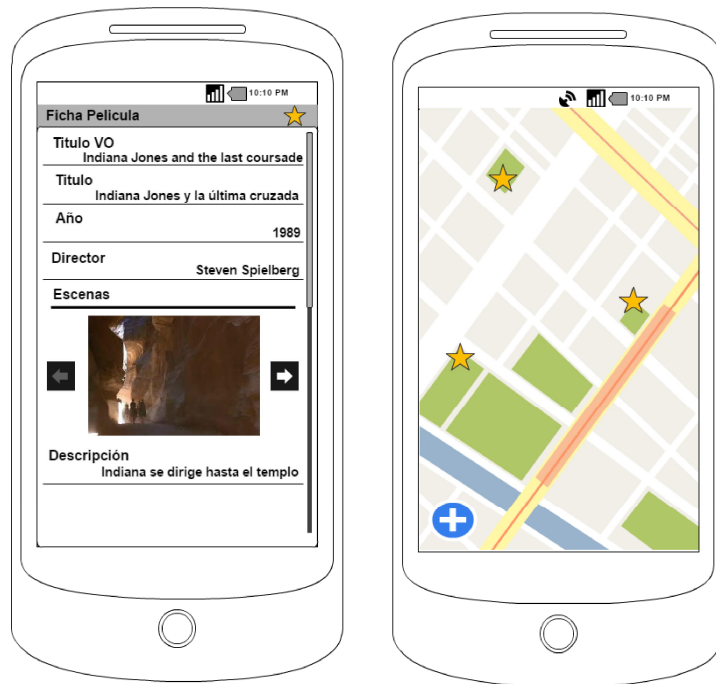 10:10 PM
Ficha Pelicula
Titulo VO
Indiana Jones and the last coursade
Titulo
Indiana Jones y la última cruzada
Año
1989
Director
Steven Spielberg
Escenas
Descripción
Indiana se dirige hasta el templo
10:10 PM